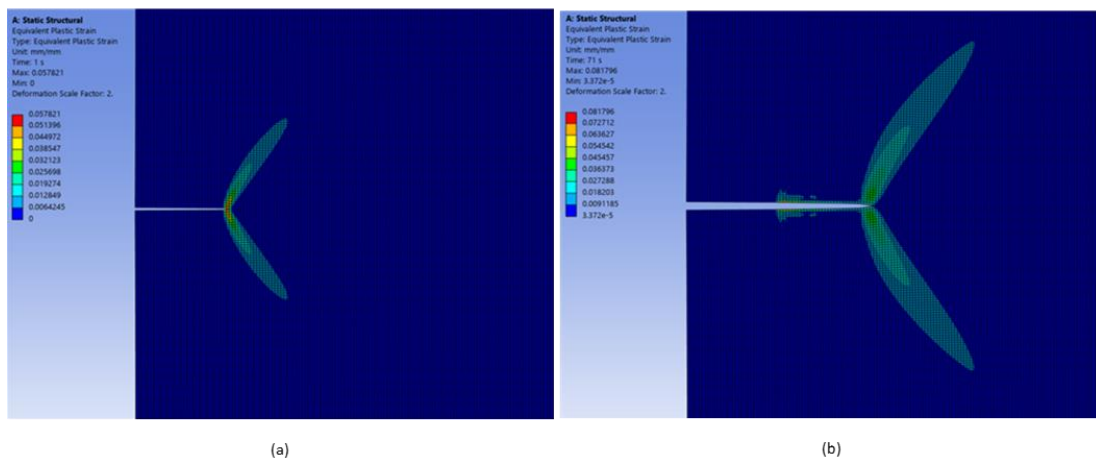 A: Static Structural
Equivalent Plastic Strain
Type: Equivalent Plastic Strain
Unit: mm/mm
Time: 1 s
Max: 0.057821
Min: 0
Deformation Scale Factor: 2.
0.057821
0.051396
0.044972
0.038547
0.032123
0.025698
0.019274
0.012849
0.0064245
0
(a)
A: Static Structural
Equivalent Plastic Strain
Type: Equivalent Plastic Strain
Unit: mm/mm
Time: 71 s
Max: 0.081796
Min: 3.372e-5
Deformation Scale Factor: 2.
0.081796
0.072712
0.063627
0.054542
0.045457
0.036373
0.027288
0.018203
0.0091185
3.372e-5
(b)